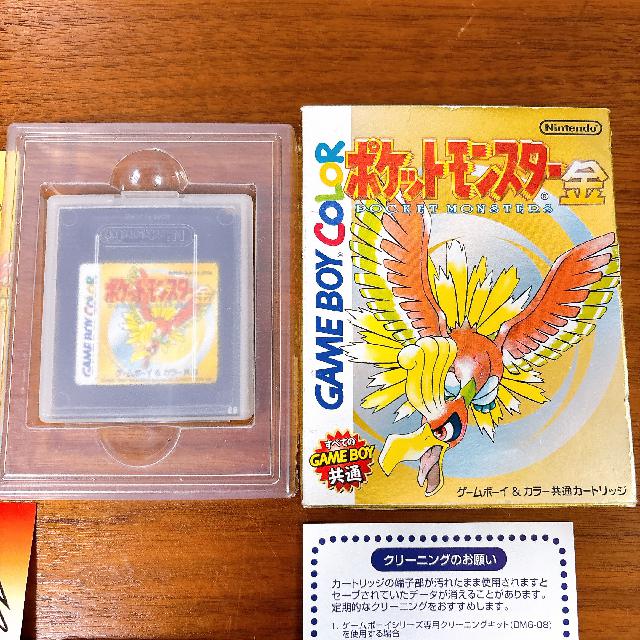 Nintendo
GAME BOY COLOR
ポケットモンスター金
POCKET MONSTERS
すべての
GAME BOY
共通
ゲームボーイ&カラー共通カートリッジ
Nintendo
GAME BOY COLOR
ポケットモンスター金
ゲームボーイ&カラー共通
クリーニングのお願い
カートリッジの端子部が汚れたまま使用されますと
セーブされていたデータが消えることがあります。
定期的なクリーニングをおすすめします。
1. ゲームボーイシリーズ専用クリーニングキット(DMG-08)
を使用する場合